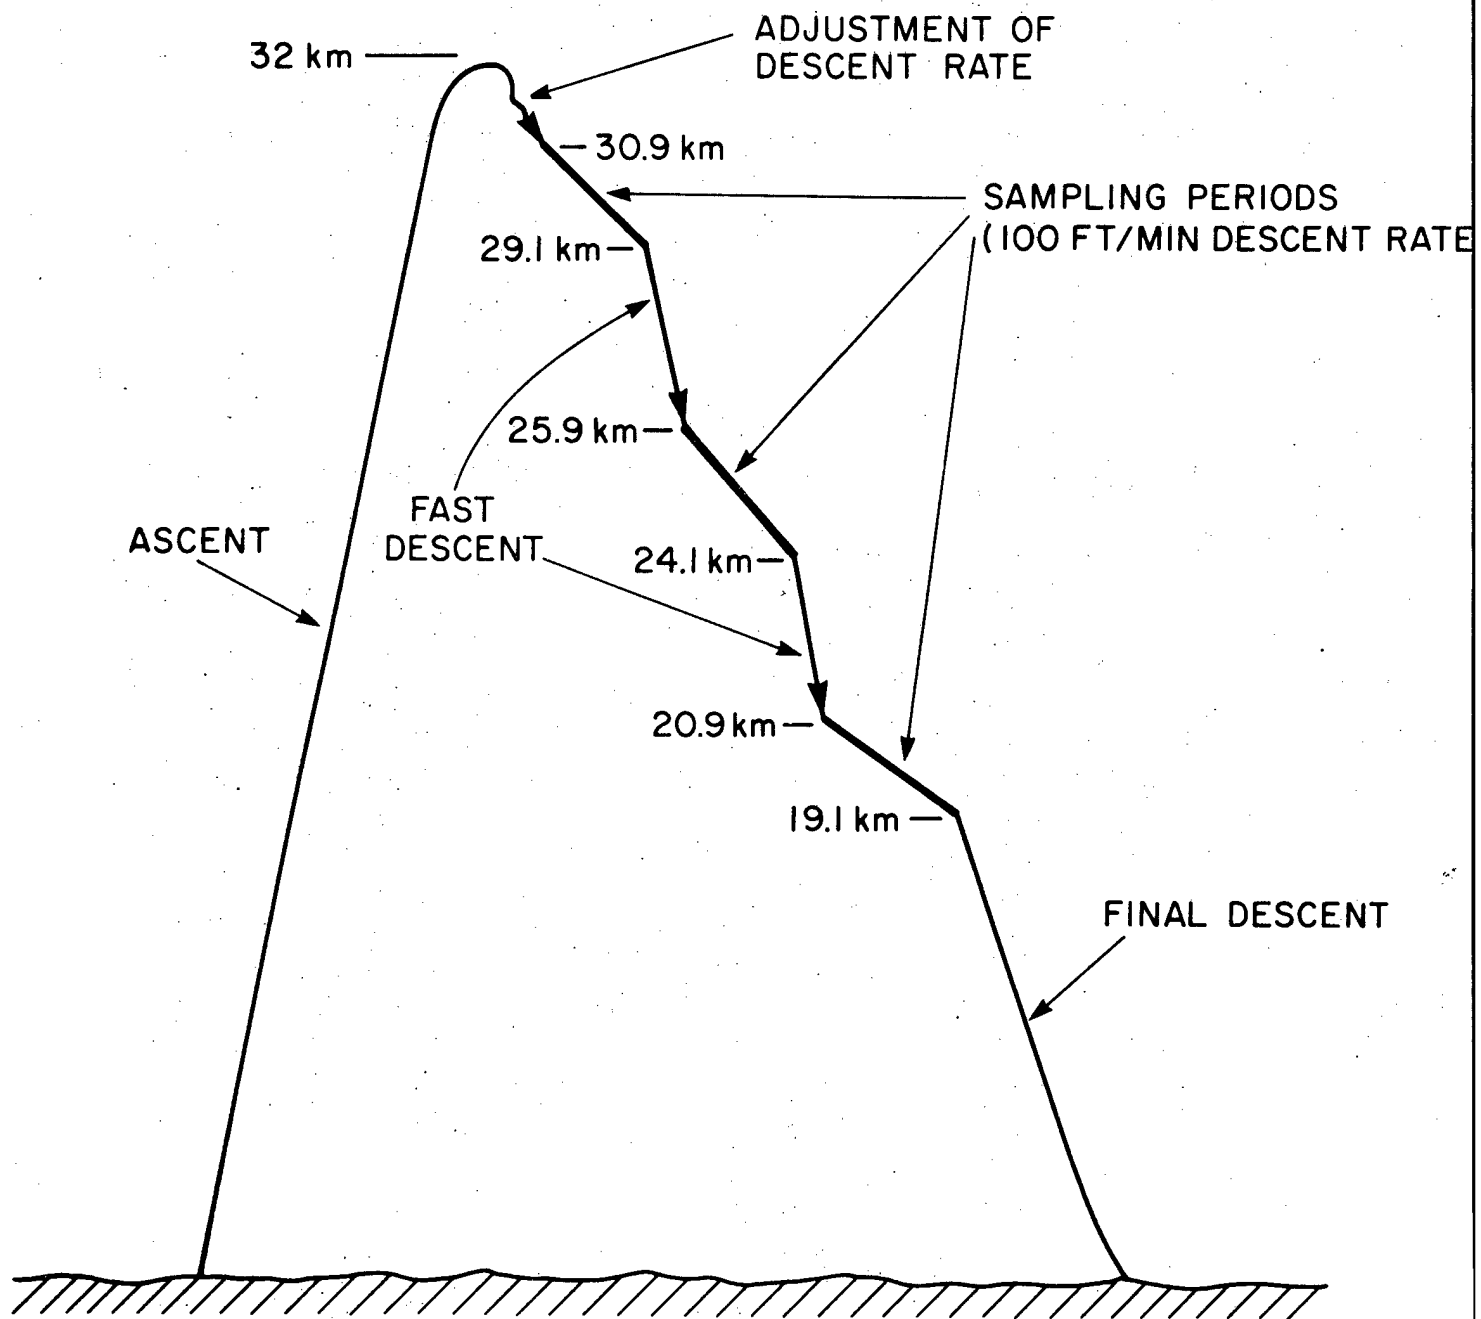 ADJUSTMENT OF
DESCENT RATE
32 km
30.9 km
SAMPLING PERIODS
(100 FT/MIN DESCENT RATE
29.1 km
25.9 km
FAST
DESCENT
ASCENT
24.1 km
20.9 km
19.1 km
FINAL DESCENT